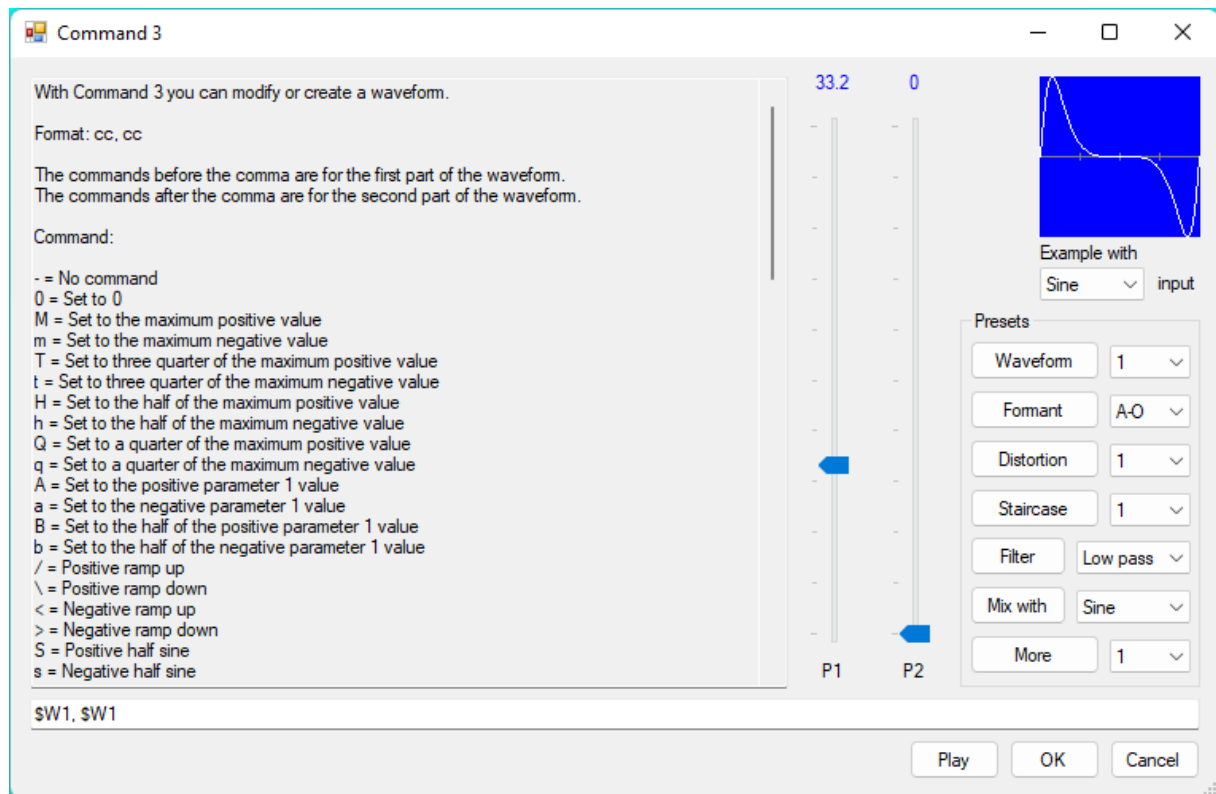 Command 3
With Command 3 you can modify or create a waveform.
Format: cc, cc
The commands before the comma are for the first part of the waveform.
The commands after the comma are for the second part of the waveform.
Command:
- = No command
0 = Set to 0
M = Set to the maximum positive value
m = Set to the maximum negative value
T = Set to three quarter of the maximum positive value
t = Set to three quarter of the maximum negative value
H = Set to the half of the maximum positive value
h = Set to the half of the maximum negative value
Q = Set to a quarter of the maximum positive value
q = Set to a quarter of the maximum negative value
A = Set to the positive parameter 1 value
a = Set to the negative parameter 1 value
B = Set to the half of the positive parameter 1 value
b = Set to the half of the negative parameter 1 value
/ = Positive ramp up
\ = Positive ramp down
< = Negative ramp up
> = Negative ramp down
S = Positive half sine
s = Negative half sine
33.2 0
P1 P2
Example with
Sine input
Presets
Waveform 1
Formant A-O
Distortion 1
Staircase 1
Filter Low pass
Mix with Sine
More 1
$W1, $W1
Play OK Cancel